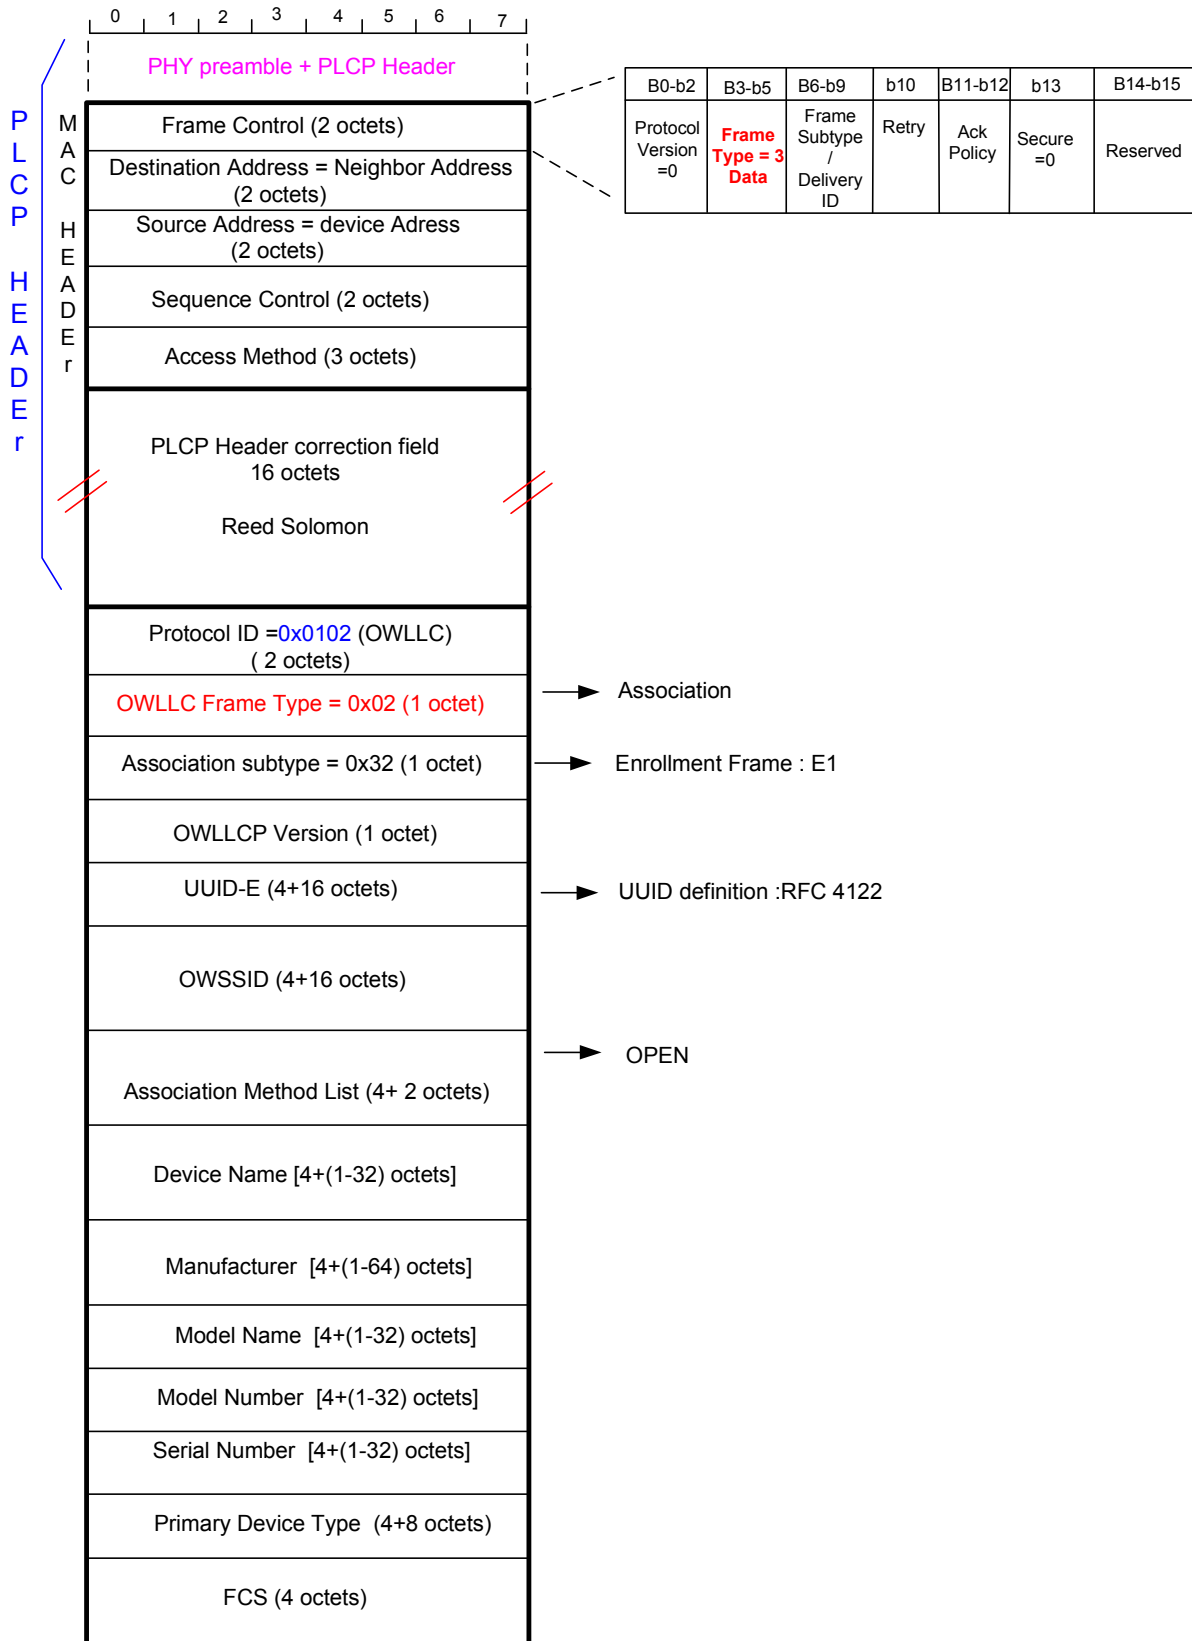 0 1 2 3 4 5 6 7
PHY preamble + PLCP Header
PLCP HEADEr
MAC HEADEr
Frame Control (2 octets)
Destination Address = Neighbor Address
(2 octets)
Source Address = device Adress
(2 octets)
Sequence Control (2 octets)
Access Method (3 octets)
PLCP Header correction field
16 octets
Reed Solomon
B0-b2 B3-b5 B6-b9 b10 B11-b12 b13 B14-b15
Protocol
Version
=0
Frame
Type = 3
Data
Frame
Subtype
/
Delivery
ID
Retry
Ack
Policy
Secure
=0
Reserved
Protocol ID =0x0102 (OWLLC)
( 2 octets)
OWLLC Frame Type = 0x02 (1 octet)
Association
Association subtype = 0x32 (1 octet)
Enrollment Frame : E1
OWLLCP Version (1 octet)
UUID-E (4+16 octets)
UUID definition :RFC 4122
OWSSID (4+16 octets)
OPEN
Association Method List (4+ 2 octets)
Device Name [4+(1-32) octets]
Manufacturer [4+(1-64) octets]
Model Name [4+(1-32) octets]
Model Number [4+(1-32) octets]
Serial Number [4+(1-32) octets]
Primary Device Type (4+8 octets)
FCS (4 octets)